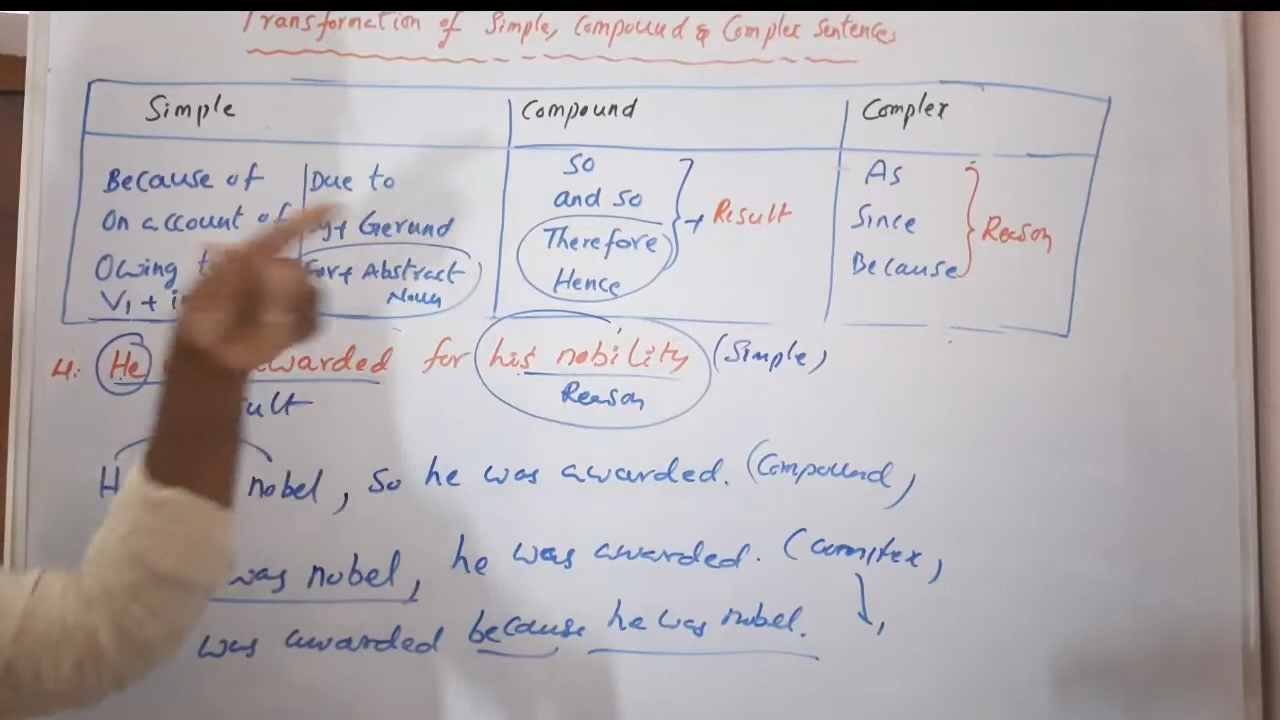 Transformation of Simple, Compound & Complex Sentences
Simple
Compound
Complex
Because of
Due to
So
As
On account of
Gerund
and so
Result
Since
Reason
Owing
For + Abstract
Therefore
Because
V1 +
Noun
Hence
4. He awarded for his nobility (Simple)
Reason
H nobel, so he was awarded. (Compound)
was nobel, he was awarded. (Complex)
was awarded because he was nobel.